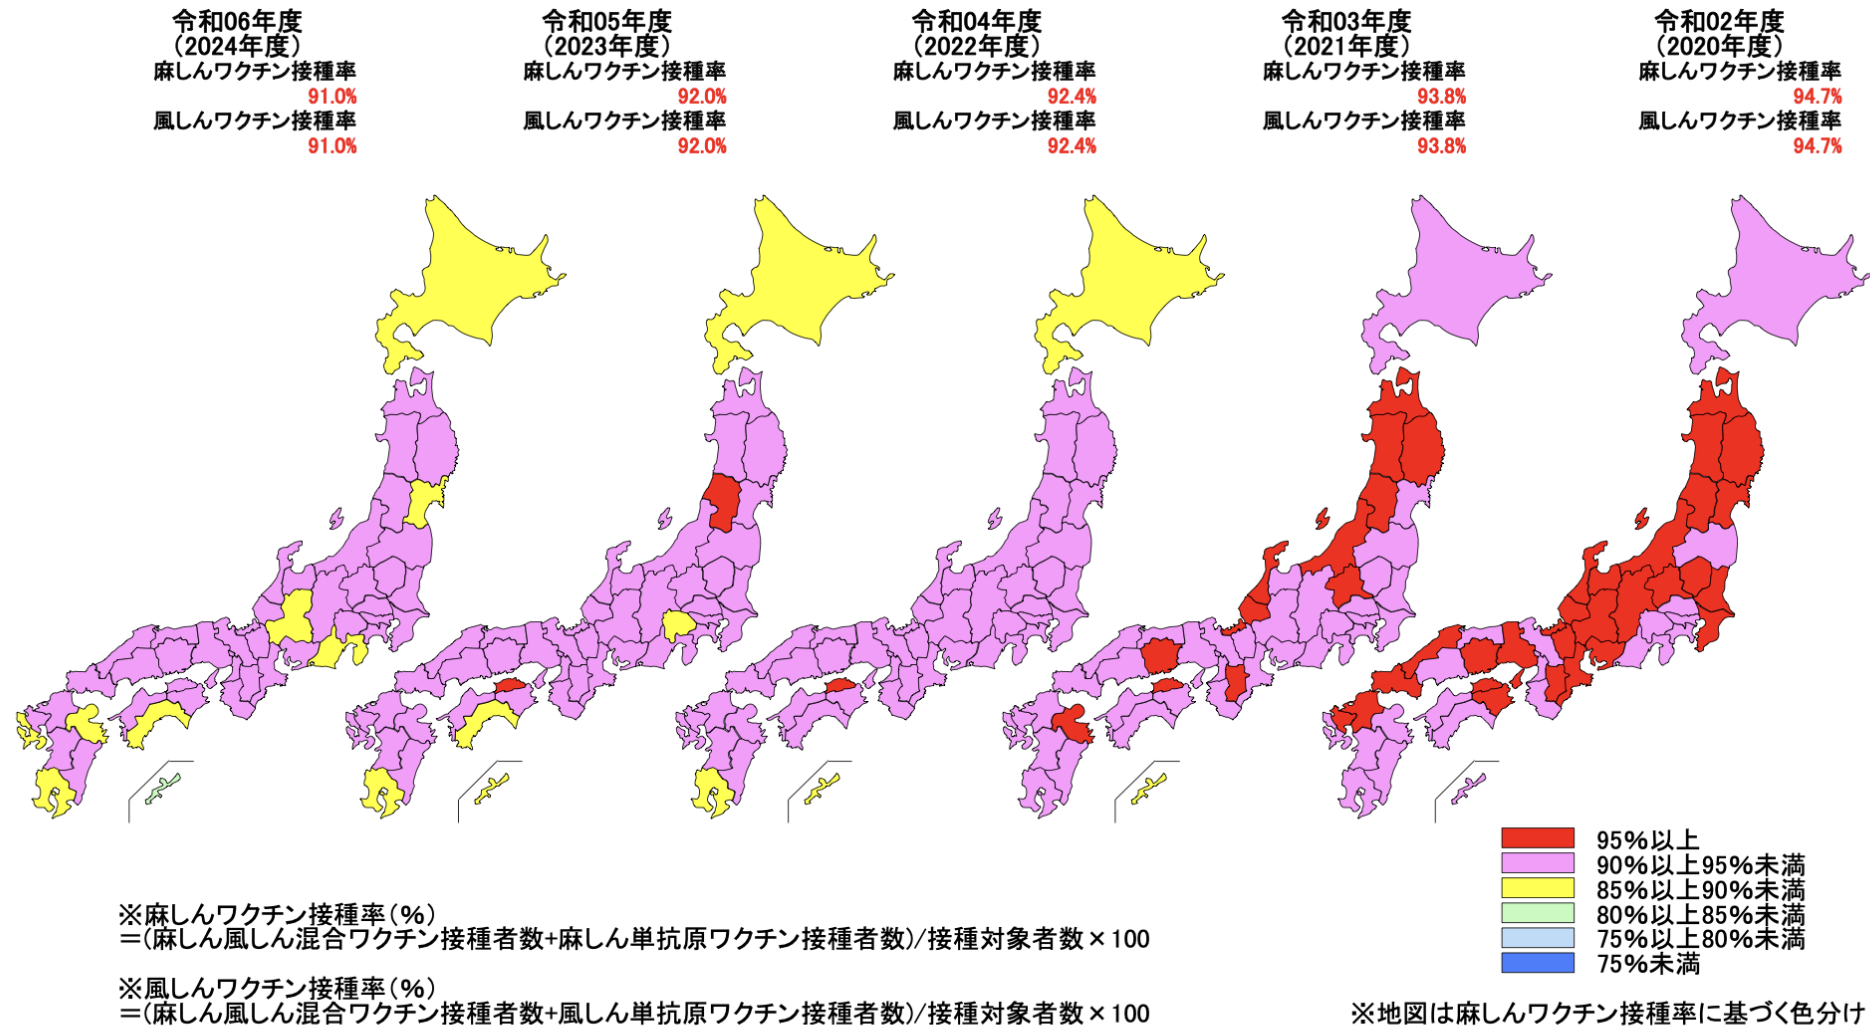 令和06年度
（2024年度）
麻しんワクチン接種率
91.0%
風しんワクチン接種率
91.0%
令和05年度
（2023年度）
麻しんワクチン接種率
92.0%
風しんワクチン接種率
92.0%
令和04年度
（2022年度）
麻しんワクチン接種率
92.4%
風しんワクチン接種率
92.4%
令和03年度
（2021年度）
麻しんワクチン接種率
93.8%
風しんワクチン接種率
93.8%
令和02年度
（2020年度）
麻しんワクチン接種率
94.7%
風しんワクチン接種率
94.7%
95%以上
90%以上95%未満
85%以上90%未満
80%以上85%未満
75%以上80%未満
75%未満
※麻しんワクチン接種率（%）
＝(麻しん風しん混合ワクチン接種者数+麻しん単抗原ワクチン接種者数)/接種対象者数×100
※風しんワクチン接種率（%）
＝(麻しん風しん混合ワクチン接種者数+風しん単抗原ワクチン接種者数)/接種対象者数×100
※地図は麻しんワクチン接種率に基づく色分け